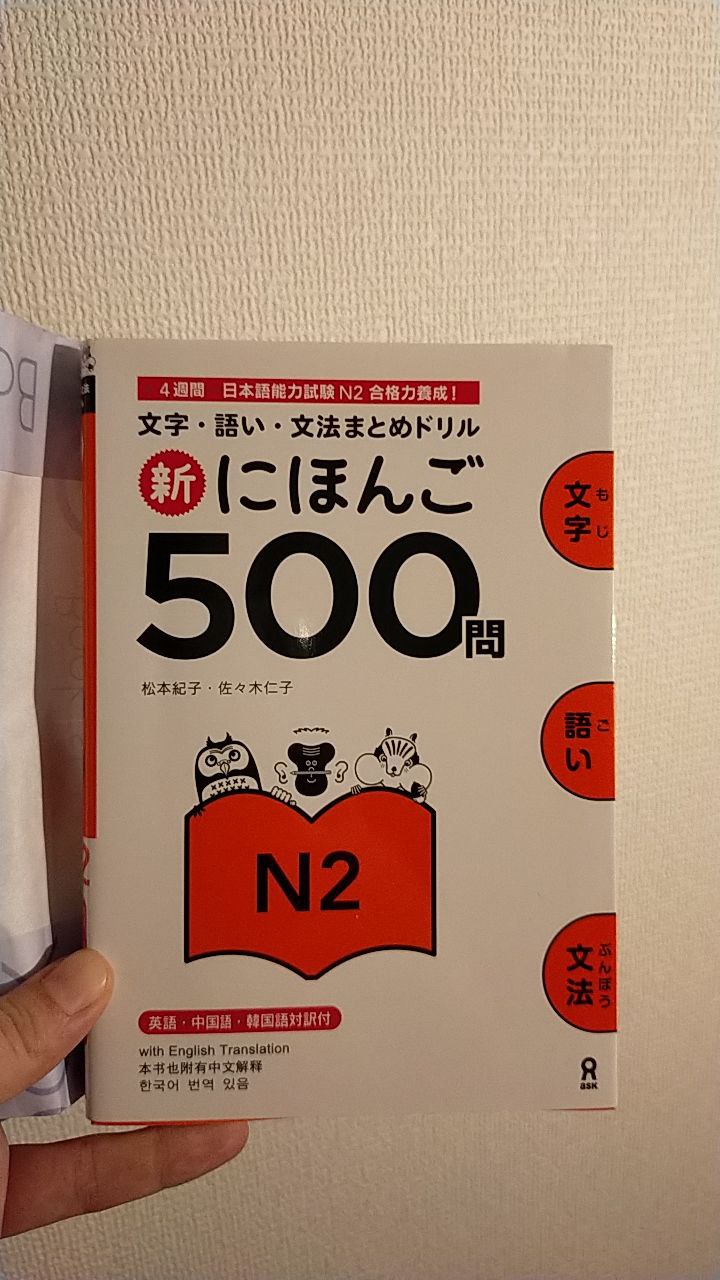 4週間 日本語能力試験 N2 合格力養成!
文字・語い・文法まとめドリル
新 にほんご
500問
松本紀子・佐々木仁子
N2
英語・中国語・韓国語対訳付
with English Translation
本书也附有中文解释
한국어 번역 있음
文字
もじ
語い
ご
文法
ぶんぽう
ask